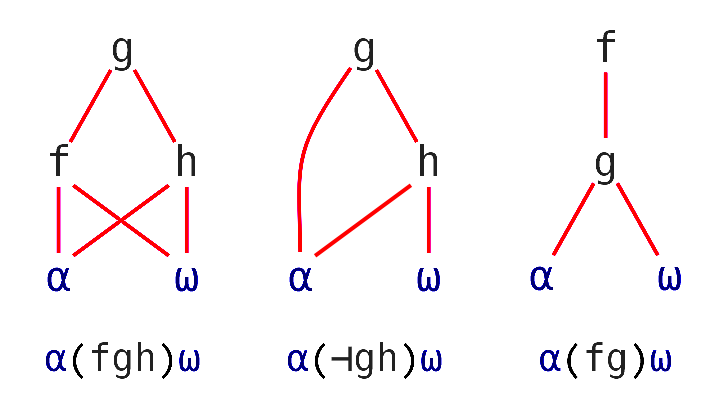 g g f
f h h g
α ω α ω α ω
α(fgh)ω α(⊣gh)ω α(fg)ω